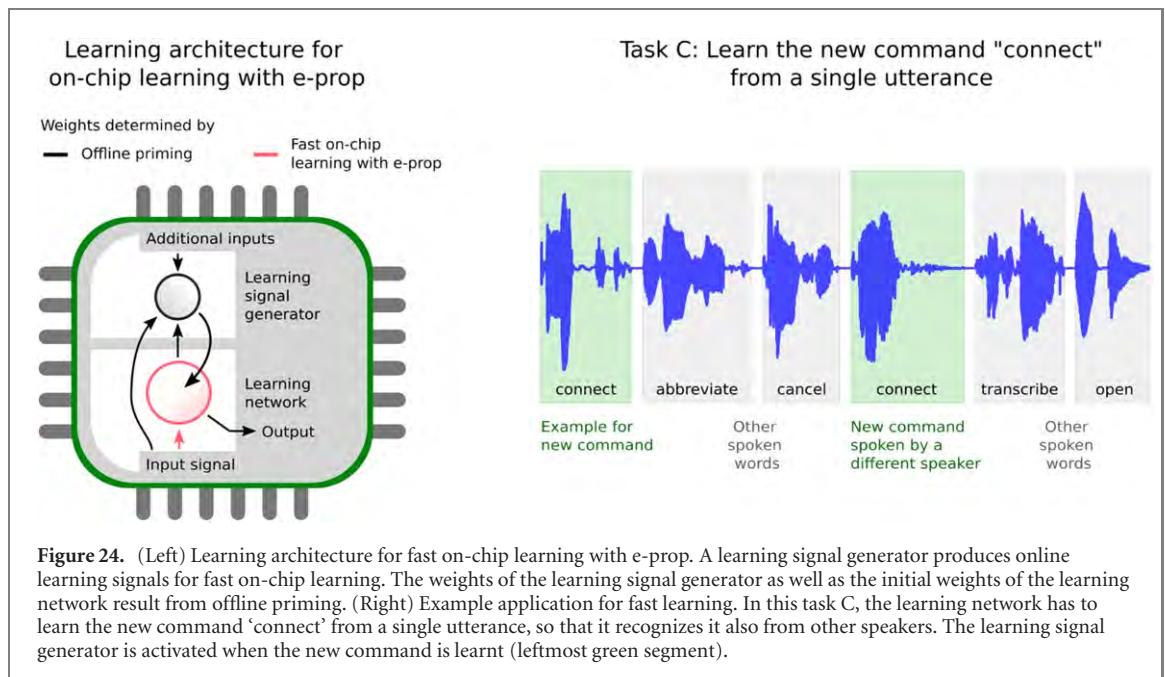 Learning architecture for
on-chip learning with e-prop
Weights determined by
Offline priming
Fast on-chip
learning with e-prop
Additional inputs
Learning
signal
generator
Learning
network
Output
Input signal
Task C: Learn the new command "connect"
from a single utterance
connect
abbreviate
cancel
connect
transcribe
open
Example for
new command
Other
spoken
words
New command
spoken by a
different speaker
Other
spoken
words
Figure 24. (Left) Learning architecture for fast on-chip learning with e-prop. A learning signal generator produces online
learning signals for fast on-chip learning. The weights of the learning signal generator as well as the initial weights of the learning
network result from offline priming. (Right) Example application for fast learning. In this task C, the learning network has to
learn the new command ‘connect’ from a single utterance, so that it recognizes it also from other speakers. The learning signal
generator is activated when the new command is learnt (leftmost green segment).